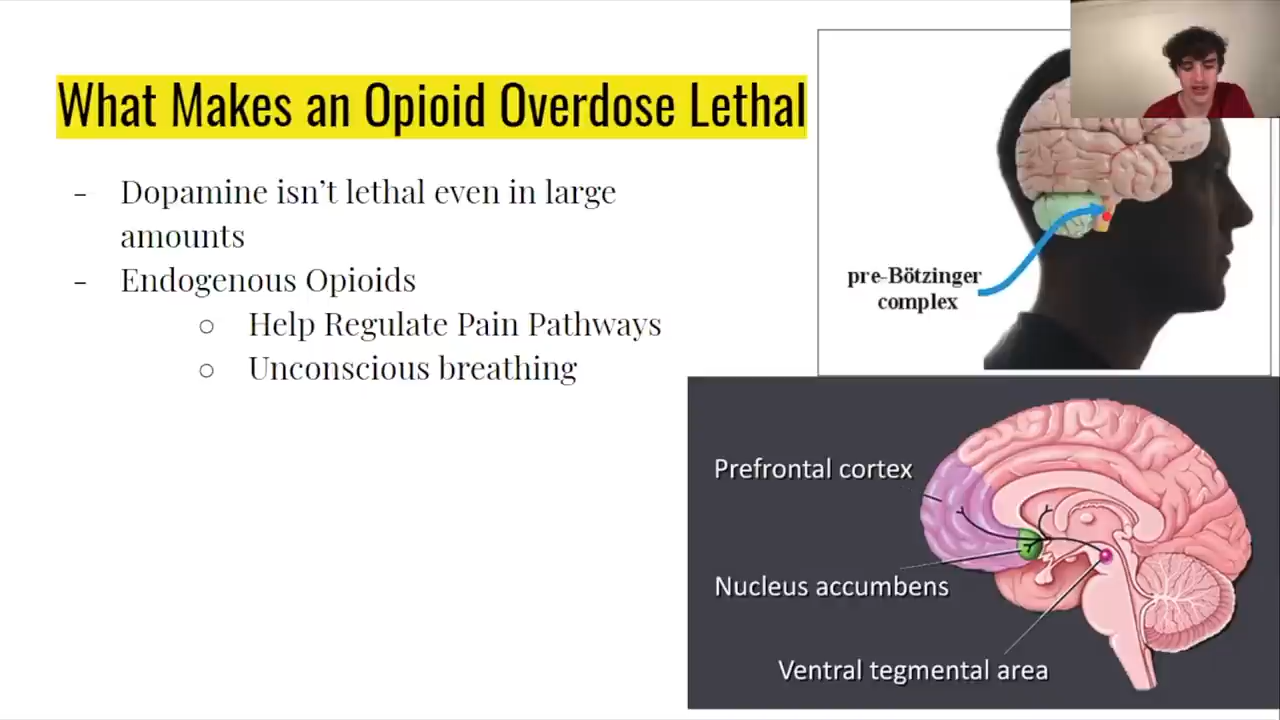 What Makes an Opioid Overdose Lethal
- Dopamine isn’t lethal even in large
amounts
- Endogenous Opioids
○ Help Regulate Pain Pathways
○ Unconscious breathing
pre-Bötzinger
complex
Prefrontal cortex
Nucleus accumbens
Ventral tegmental area